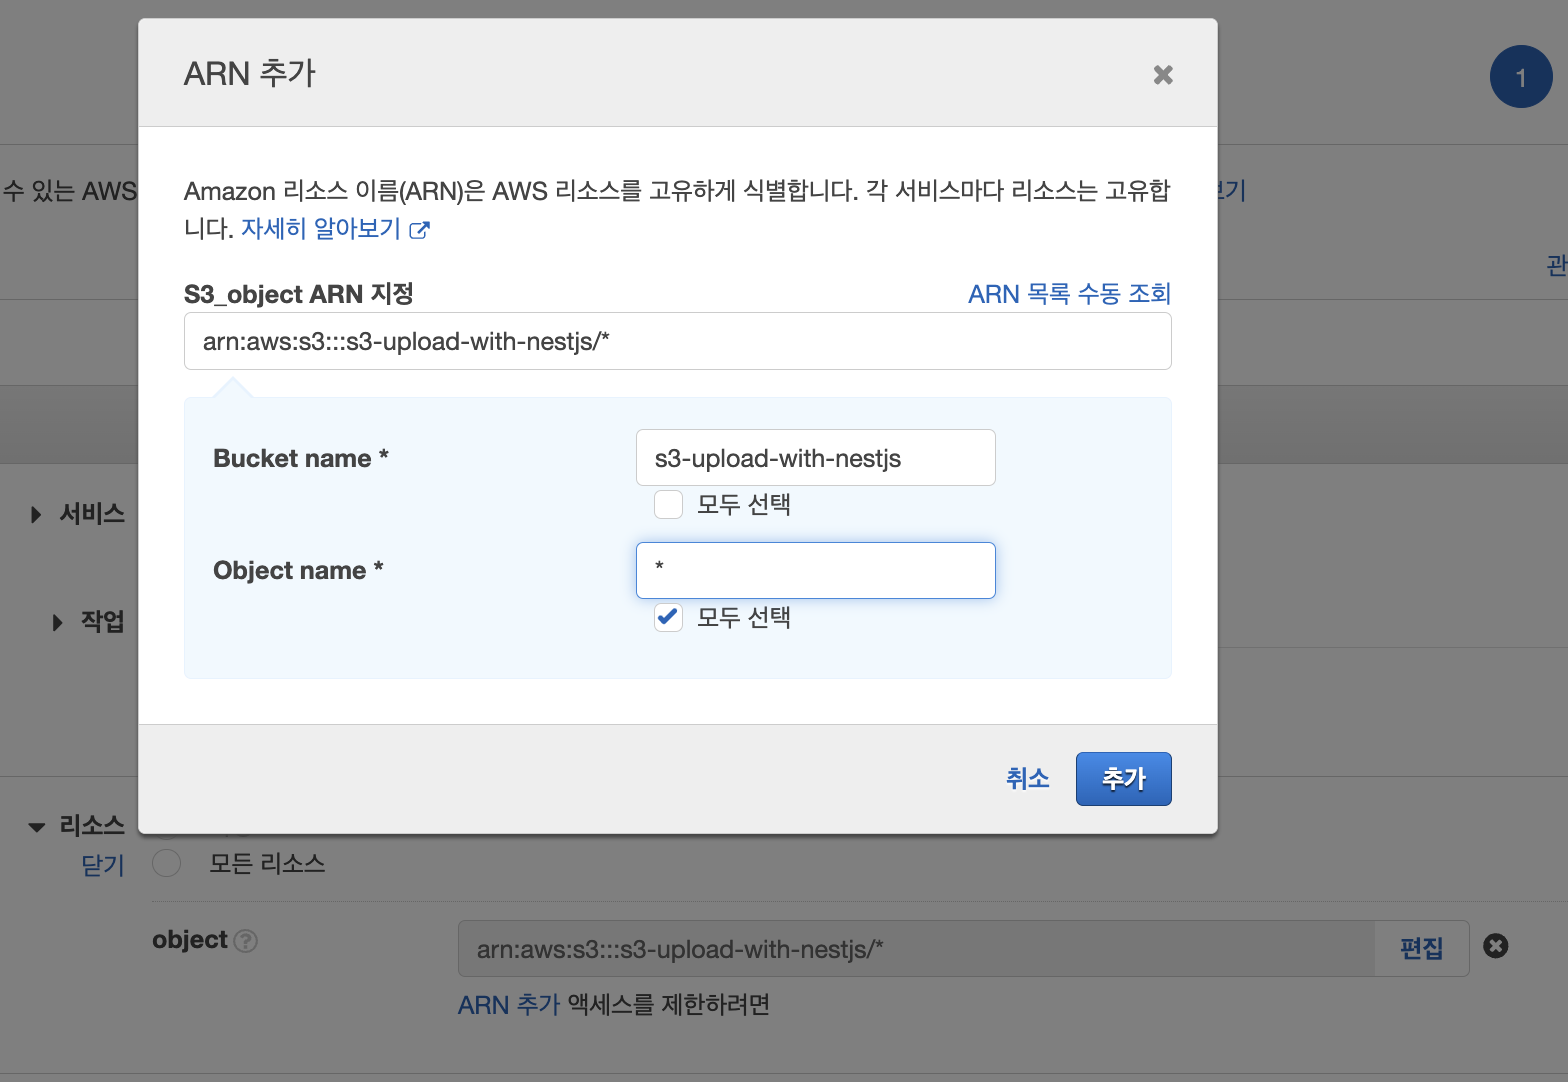 ARN 추가
1
수 있는 AWS
Amazon 리소스 이름(ARN)은 AWS 리소스를 고유하게 식별합니다. 각 서비스마다 리소스는 고유합
니다. 자세히 알아보기
보기
관
S3_object ARN 지정
ARN 목록 수동 조회
arn:aws:s3:::s3-upload-with-nestjs/*
Bucket name *
s3-upload-with-nestjs
모두 선택
서비스
Object name *
*
모두 선택
작업
취소
추가
리소스
닫기
모든 리소스
object
arn:aws:s3:::s3-upload-with-nestjs/*
편집
ARN 추가 액세스를 제한하려면